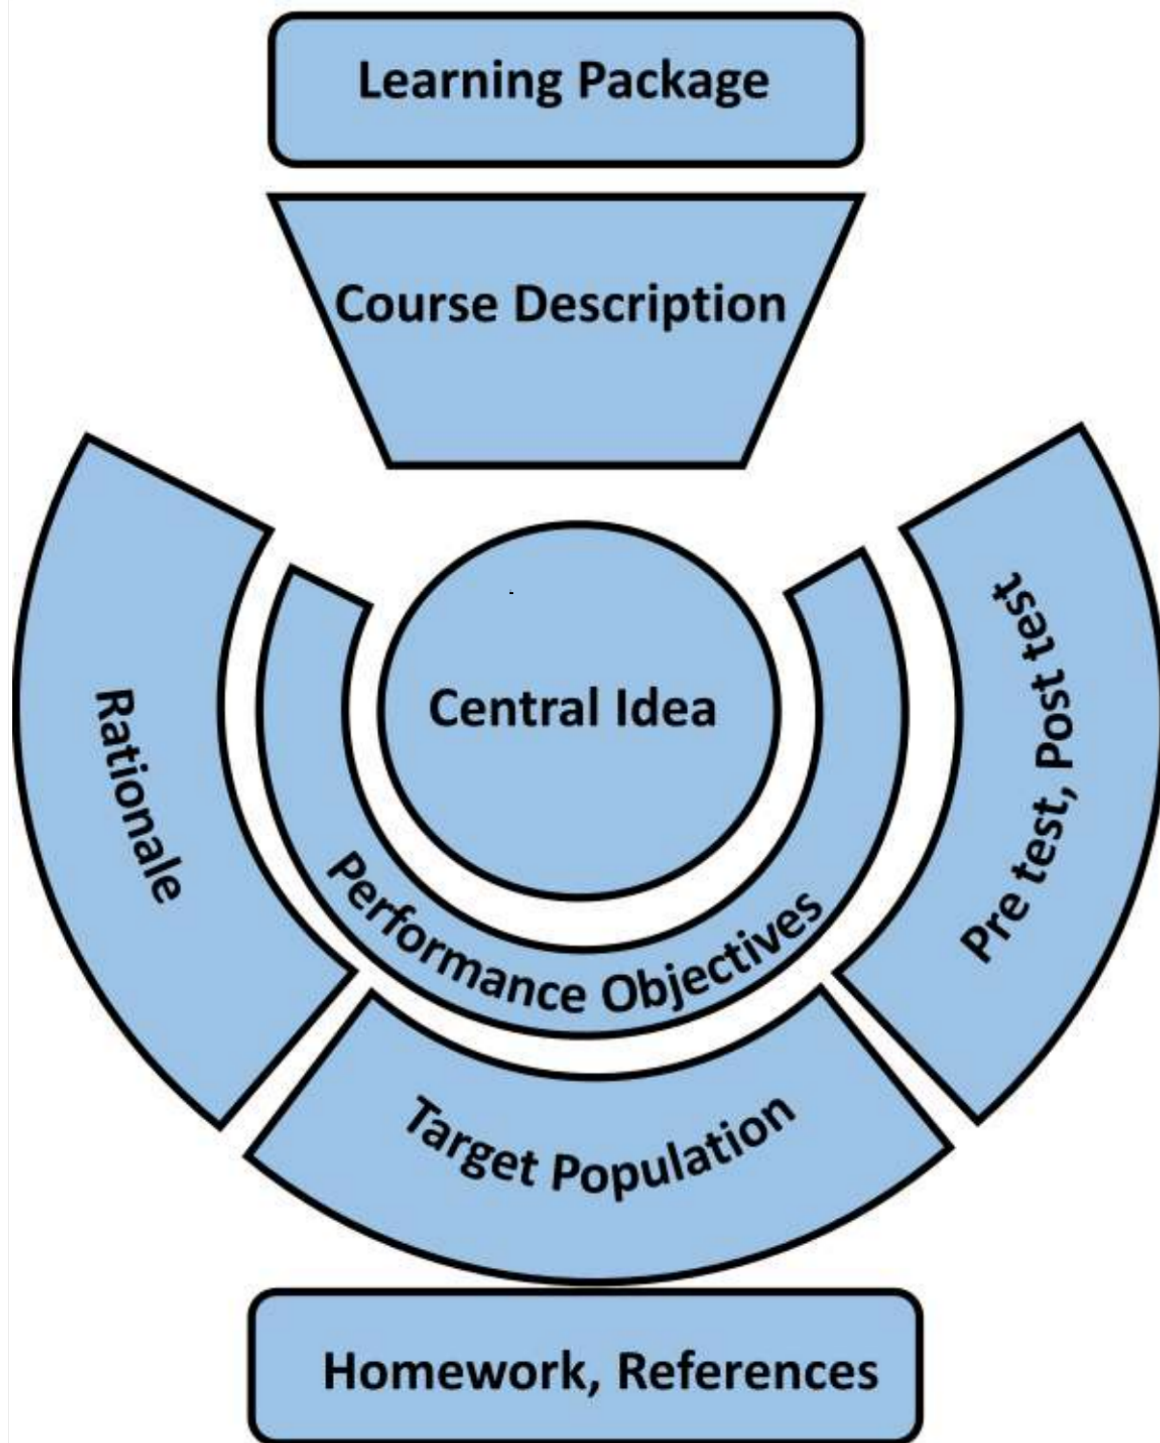 Learning Package
Course Description
Central Idea
Rationale
Pre test, Post test
Performance Objectives
Target Population
Homework, References